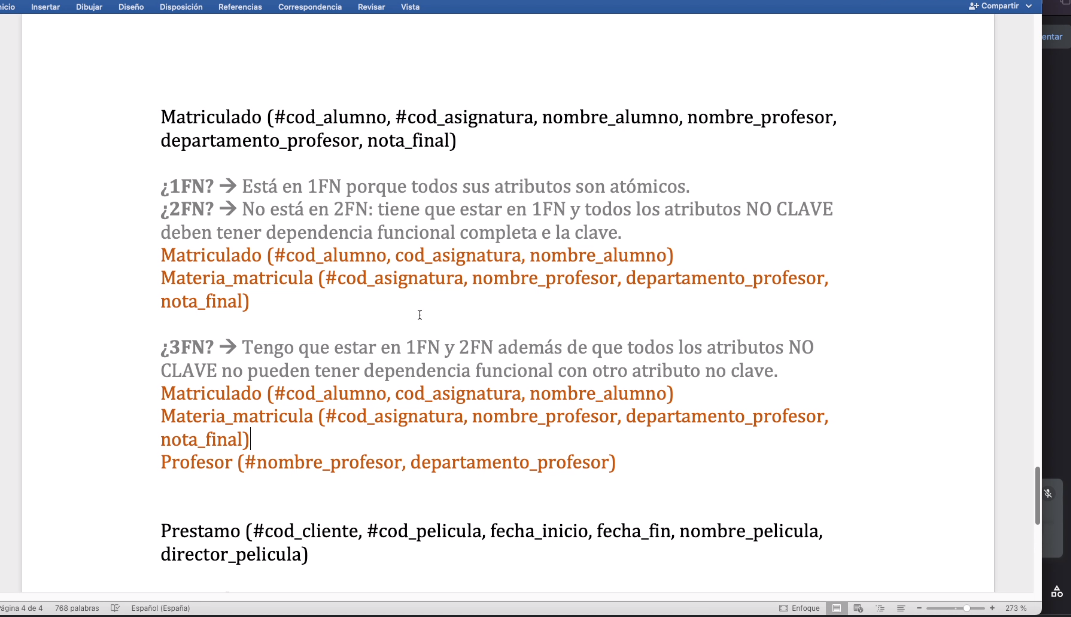 Insertar Dibujar Diseño Disposición Referencias Correspondencia Revisar Vista Compartir
Matriculado (#cod_alumno, #cod_asignatura, nombre_alumno, nombre_profesor,
departamento_profesor, nota_final)
¿1FN? → Está en 1FN porque todos sus atributos son atómicos.
¿2FN? → No está en 2FN: tiene que estar en 1FN y todos los atributos NO CLAVE
deben tener dependencia funcional completa e la clave.
Matriculado (#cod_alumno, cod_asignatura, nombre_alumno)
Materia_matricula (#cod_asignatura, nombre_profesor, departamento_profesor,
nota_final)
¿3FN? → Tengo que estar en 1FN y 2FN además de que todos los atributos NO
CLAVE no pueden tener dependencia funcional con otro atributo no clave.
Matriculado (#cod_alumno, cod_asignatura, nombre_alumno)
Materia_matricula (#cod_asignatura, nombre_profesor, departamento_profesor,
nota_final)
Profesor (#nombre_profesor, departamento_profesor)
Prestamo (#cod_cliente, #cod_pelicula, fecha_inicio, fecha_fin, nombre_pelicula,
director_pelicula)
Página 4 de 4 768 palabras Español (España) Enfoque 273 %